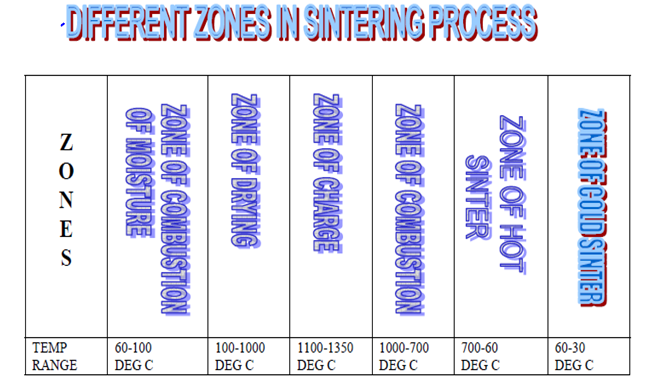 DIFFERENT ZONES IN SINTERING PROCESS
ZONES
ZONE OF COMBUSTION
OF MOISTURE
ZONE OF DRYING
ZONE OF CHARGE
ZONE OF COMBUSTION
ZONE OF HOT
SINTER
ZONE OF COLD SINTER
TEMP
RANGE
60-100
DEG C
100-1000
DEG C
1100-1350
DEG C
1000-700
DEG C
700-60
DEG C
60-30
DEG C